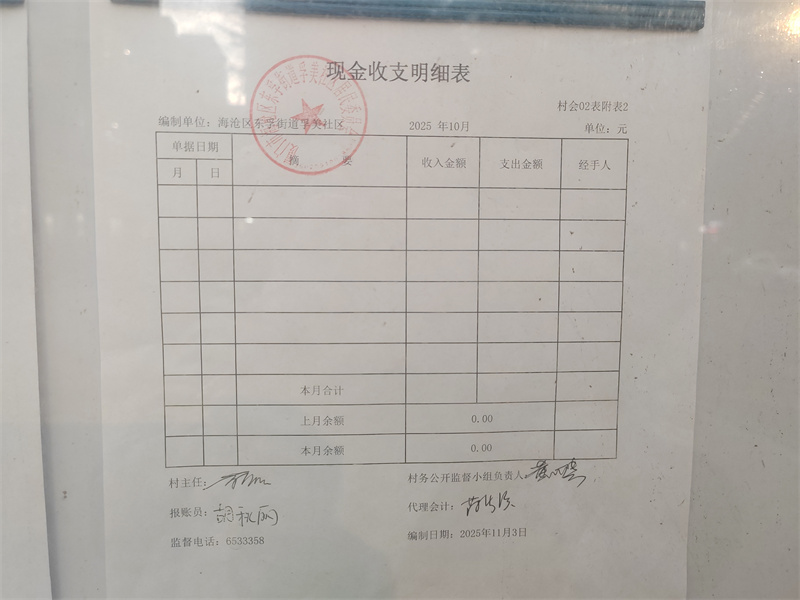 现金收支明细表
村会02表附表2
编制单位：海沧区东孚街道孚美社区 2025 年10月 单位：元
单据日期 摘 要 收入金额 支出金额 经手人
月 日
本月合计
上月余额 0.00
本月余额 0.00
村主任： 村务公开监督小组负责人
报账员：胡秋丽 代理会计：
监督电话：6533358 编制日期：2025年11月3日